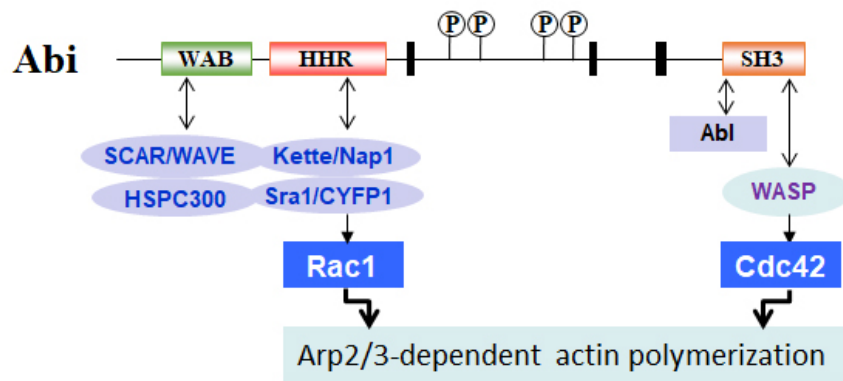 P P P P
Abi WAB HHR SH3
Abl
SCAR/WAVE Kette/Nap1
HSPC300 Sra1/CYFP1 WASP
Rac1 Cdc42
Arp2/3-dependent actin polymerization